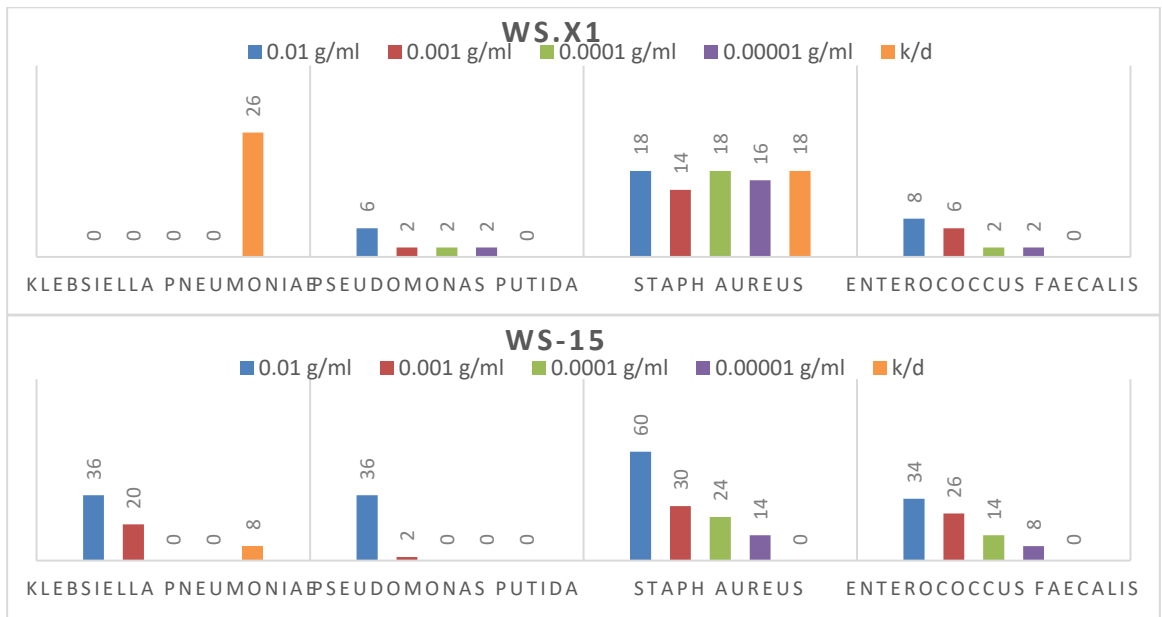 WS.X1
0.01 g/ml 0.001 g/ml 0.0001 g/ml 0.00001 g/ml k/d
0 0 0 0 26 6 2 2 2 0 18 14 18 16 18 8 6 2 2 0
KLEBSIELLA PNEUMONIAE PSEUDOMONAS PUTIDA STAPH AUREUS ENTEROCOCCUS FAECALIS
WS-15
0.01 g/ml 0.001 g/ml 0.0001 g/ml 0.00001 g/ml k/d
36 20 0 0 8 36 2 0 0 0 60 30 24 14 0 34 26 14 8 0
KLEBSIELLA PNEUMONIAE PSEUDOMONAS PUTIDA STAPH AUREUS ENTEROCOCCUS FAECALIS